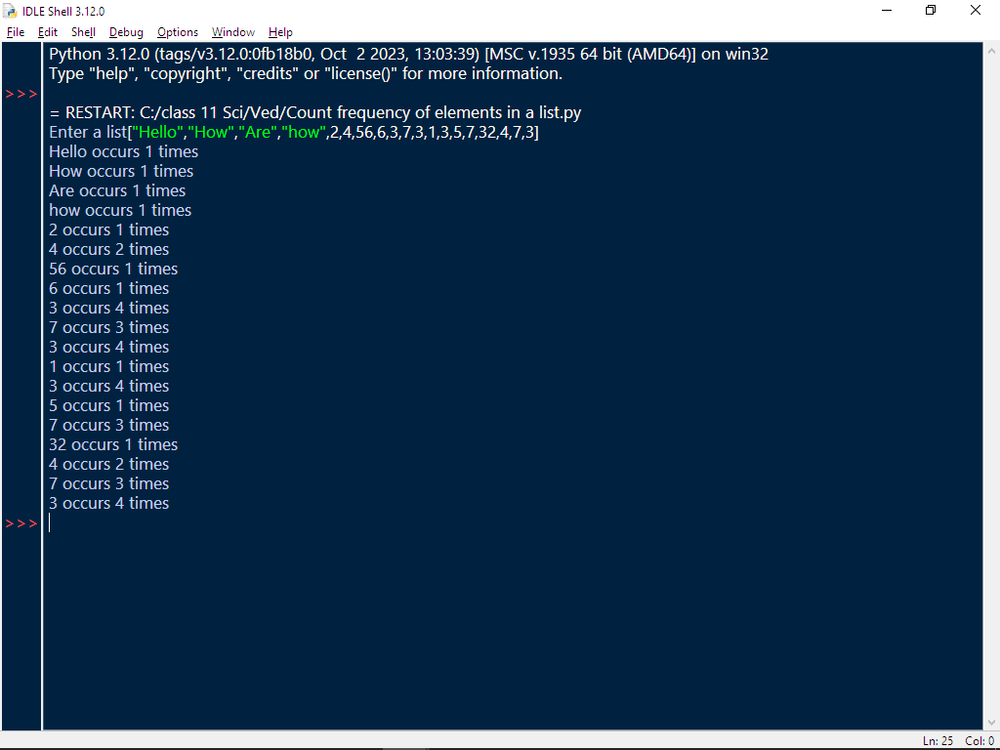 IDLE Shell 3.12.0
File Edit Shell Debug Options Window Help
Python 3.12.0 (tags/v3.12.0:0fb18b0, Oct  2 2023, 13:03:39) [MSC v.1935 64 bit (AMD64)] on win32
Type "help", "copyright", "credits" or "license()" for more information.
>>>
= RESTART: C:/class 11 Sci/Ved/Count frequency of elements in a list.py
Enter a list["Hello","How","Are","how",2,4,56,6,3,7,3,1,3,5,7,32,4,7,3]
Hello occurs 1 times
How occurs 1 times
Are occurs 1 times
how occurs 1 times
2 occurs 1 times
4 occurs 2 times
56 occurs 1 times
6 occurs 1 times
3 occurs 4 times
7 occurs 3 times
3 occurs 4 times
1 occurs 1 times
3 occurs 4 times
5 occurs 1 times
7 occurs 3 times
32 occurs 1 times
4 occurs 2 times
7 occurs 3 times
3 occurs 4 times
>>>
Ln: 25 Col: 0